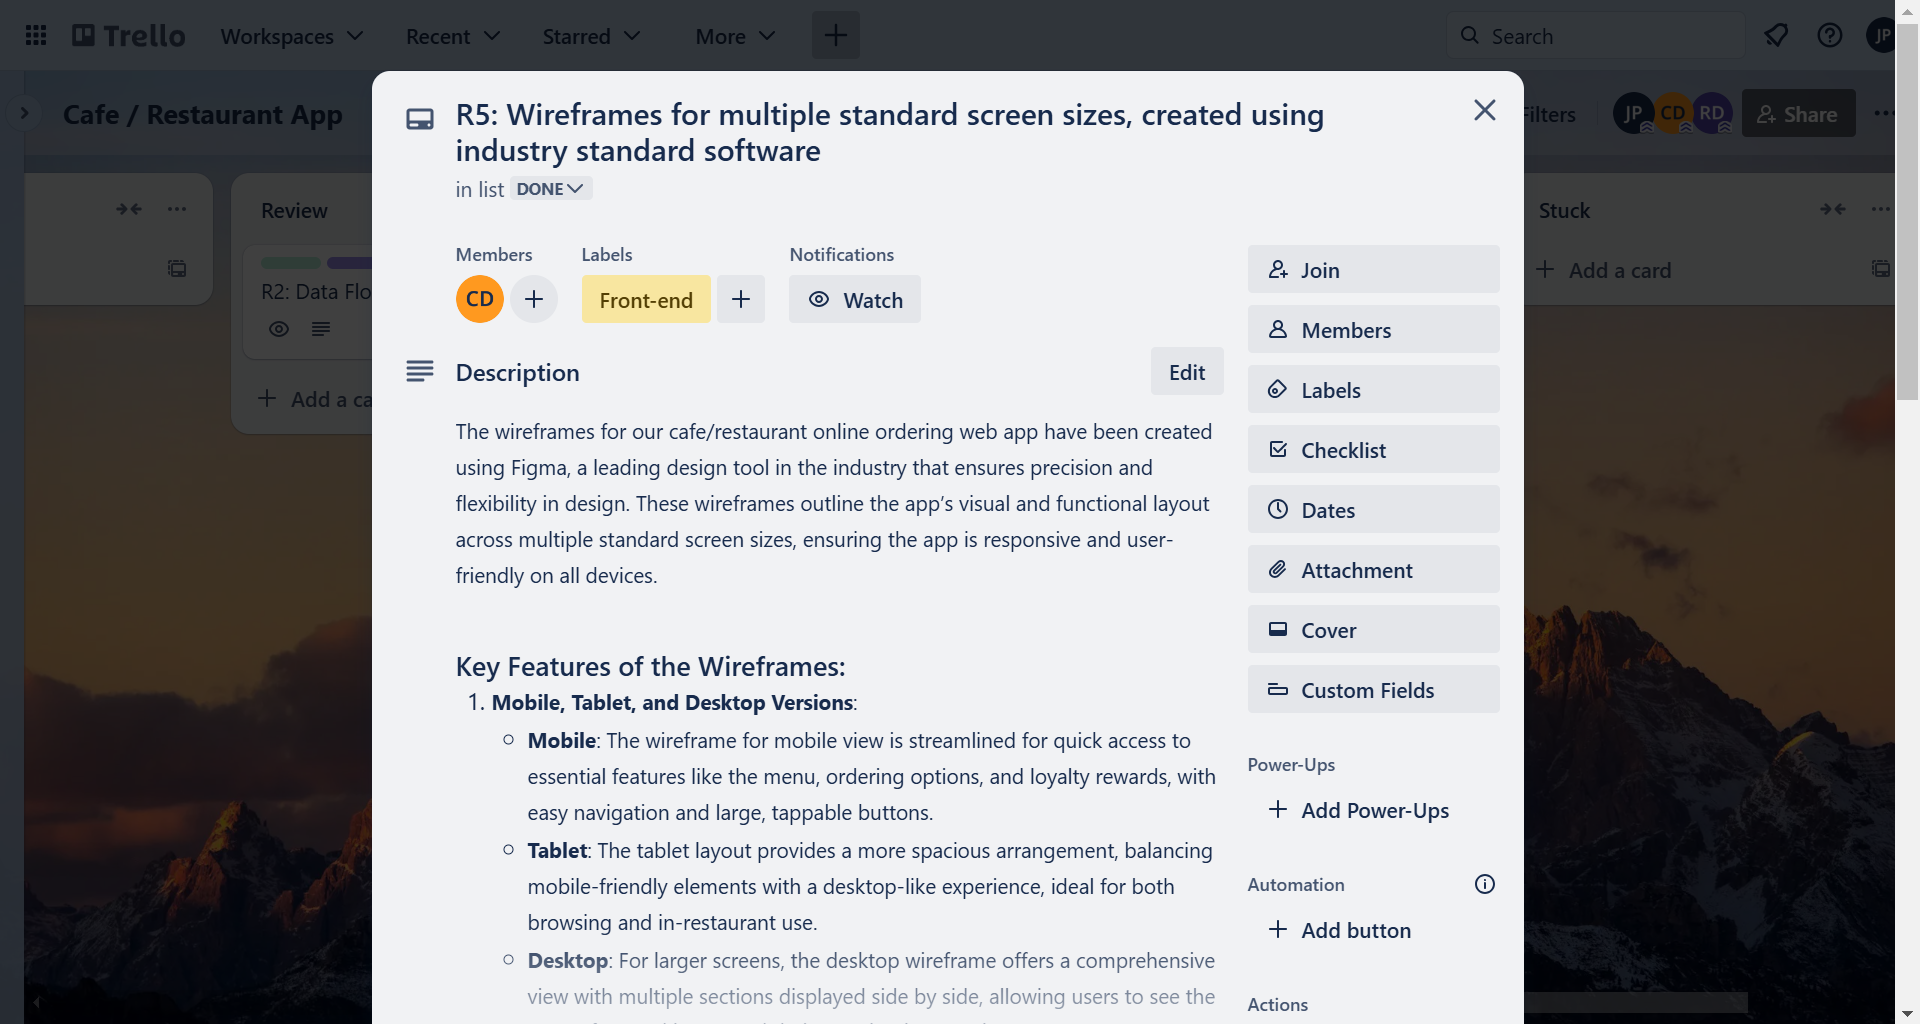 Trello
Workspaces
Recent
Starred
More
Search
JP
Cafe / Restaurant App
Filters
JP
CD
RD
Share
Review
R2: Data Flo
Add a ca
Stuck
Add a card
R5: Wireframes for multiple standard screen sizes, created using
industry standard software
in list DONE
Members
Labels
Notifications
CD
Front-end
Watch
Description
Edit
The wireframes for our cafe/restaurant online ordering web app have been created
using Figma, a leading design tool in the industry that ensures precision and
flexibility in design. These wireframes outline the app’s visual and functional layout
across multiple standard screen sizes, ensuring the app is responsive and user-
friendly on all devices.
Key Features of the Wireframes:
1. Mobile, Tablet, and Desktop Versions:
Mobile: The wireframe for mobile view is streamlined for quick access to
essential features like the menu, ordering options, and loyalty rewards, with
easy navigation and large, tappable buttons.
Tablet: The tablet layout provides a more spacious arrangement, balancing
mobile-friendly elements with a desktop-like experience, ideal for both
browsing and in-restaurant use.
Desktop: For larger screens, the desktop wireframe offers a comprehensive
view with multiple sections displayed side by side, allowing users to see the
Join
Members
Labels
Checklist
Dates
Attachment
Cover
Custom Fields
Power-Ups
Add Power-Ups
Automation
Add button
Actions